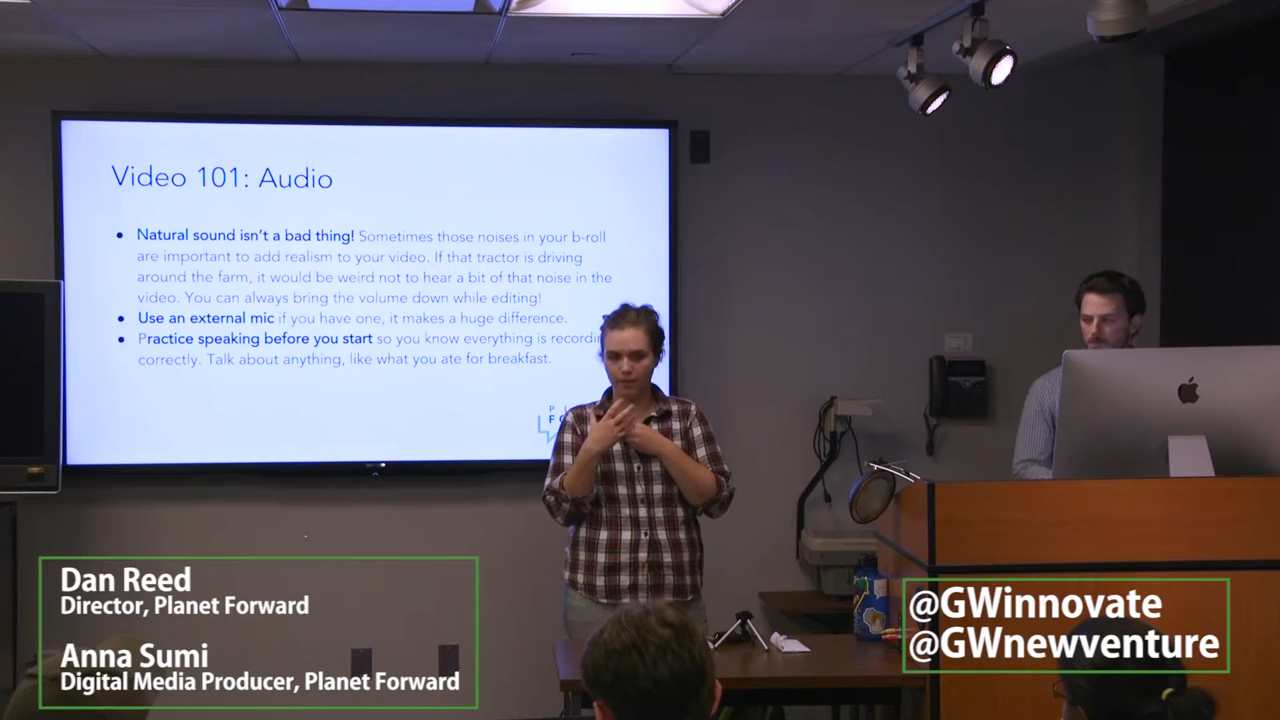 Video 101: Audio
• Natural sound isn't a bad thing! Sometimes those noises in your b-roll
are important to add realism to your video. If that tractor is driving
around the farm, it would be weird not to hear a bit of that noise in the
video. You can always bring the volume down while editing!
• Use an external mic if you have one, it makes a huge difference.
• Practice speaking before you start so you know everything is
correctly. Talk about anything, like what you ate for breakfast.
Dan Reed
Director, Planet Forward
Anna Sumi
Digital Media Producer, Planet Forward
@GWinnovate
@GWnewventure